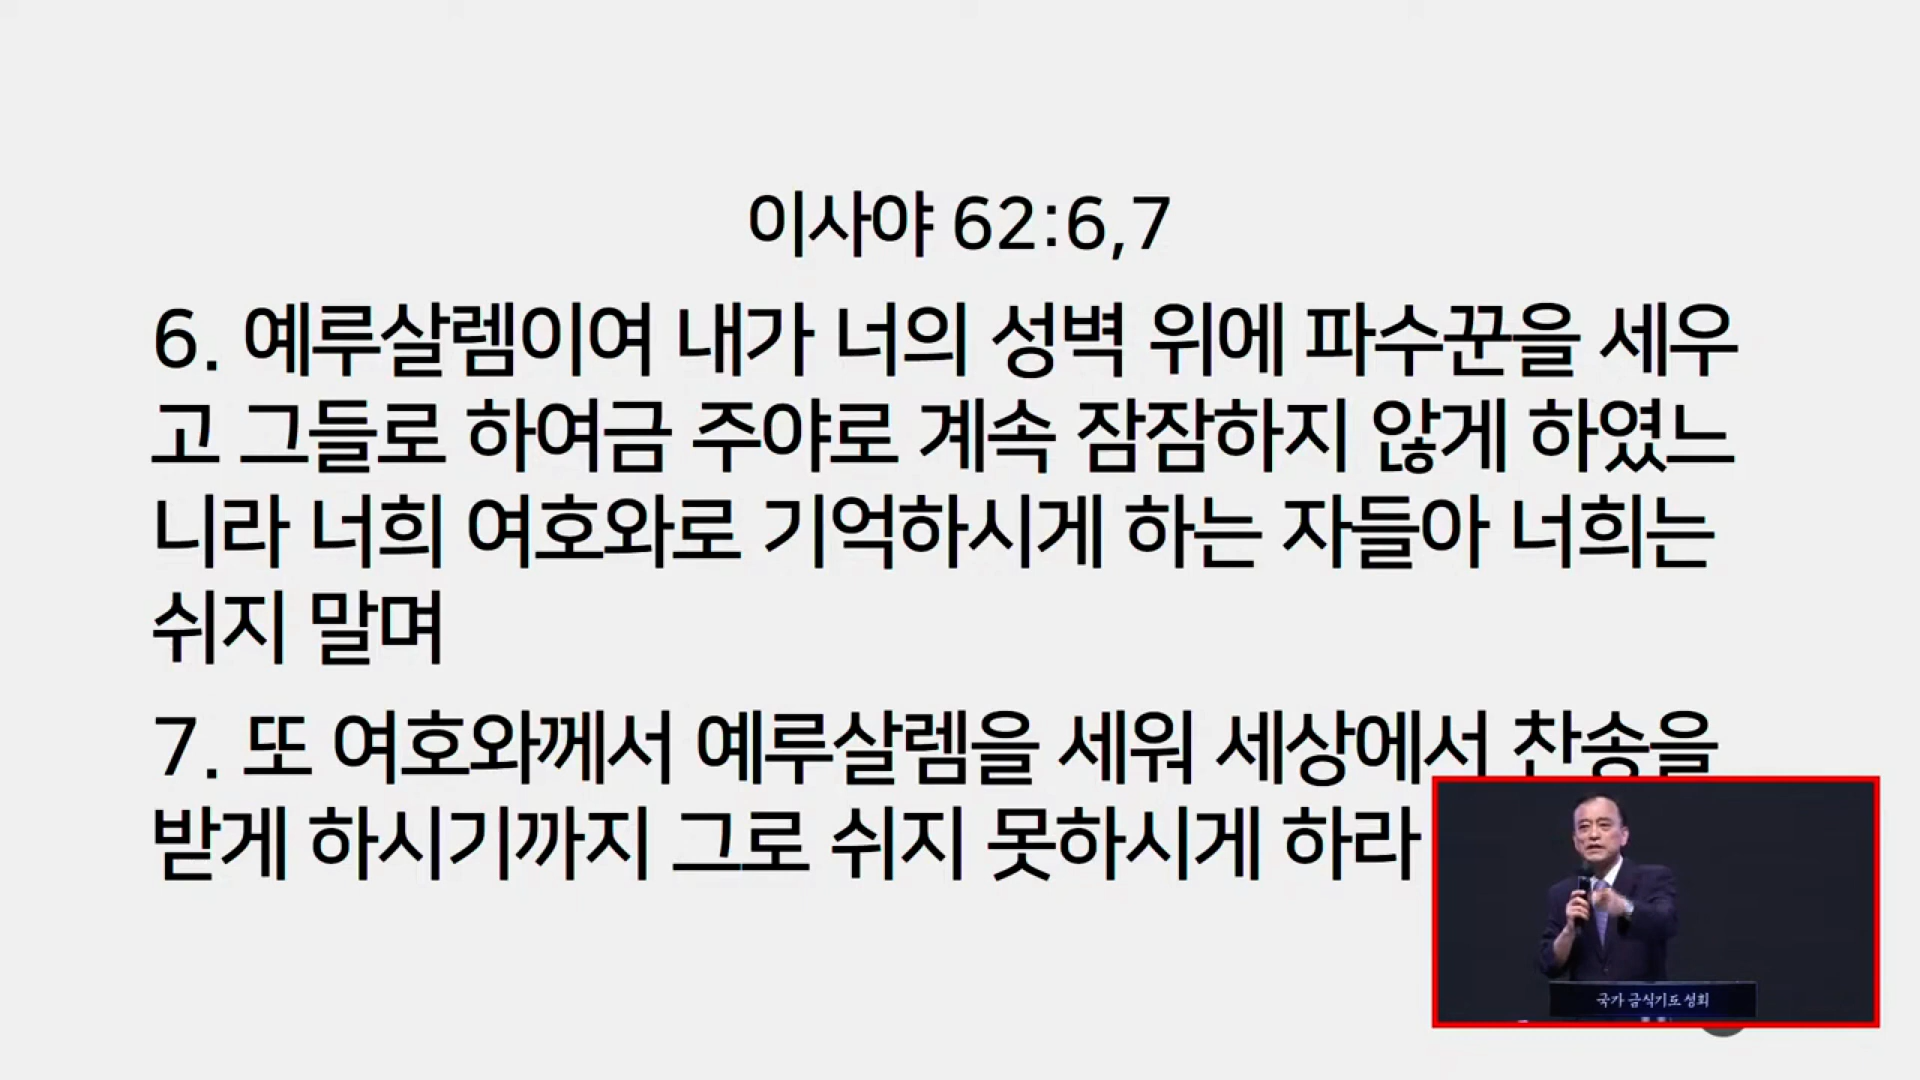 이사야 62:6,7
6. 예루살렘이여 내가 너의 성벽 위에 파수꾼을 세우
고 그들로 하여금 주야로 계속 잠잠하지 않게 하였느
니라 너희 여호와로 기억하시게 하는 자들아 너희는
쉬지 말며
7. 또 여호와께서 예루살렘을 세워 세상에서 찬송을
받게 하시기까지 그로 쉬지 못하시게 하라
국가 금식기도 성회